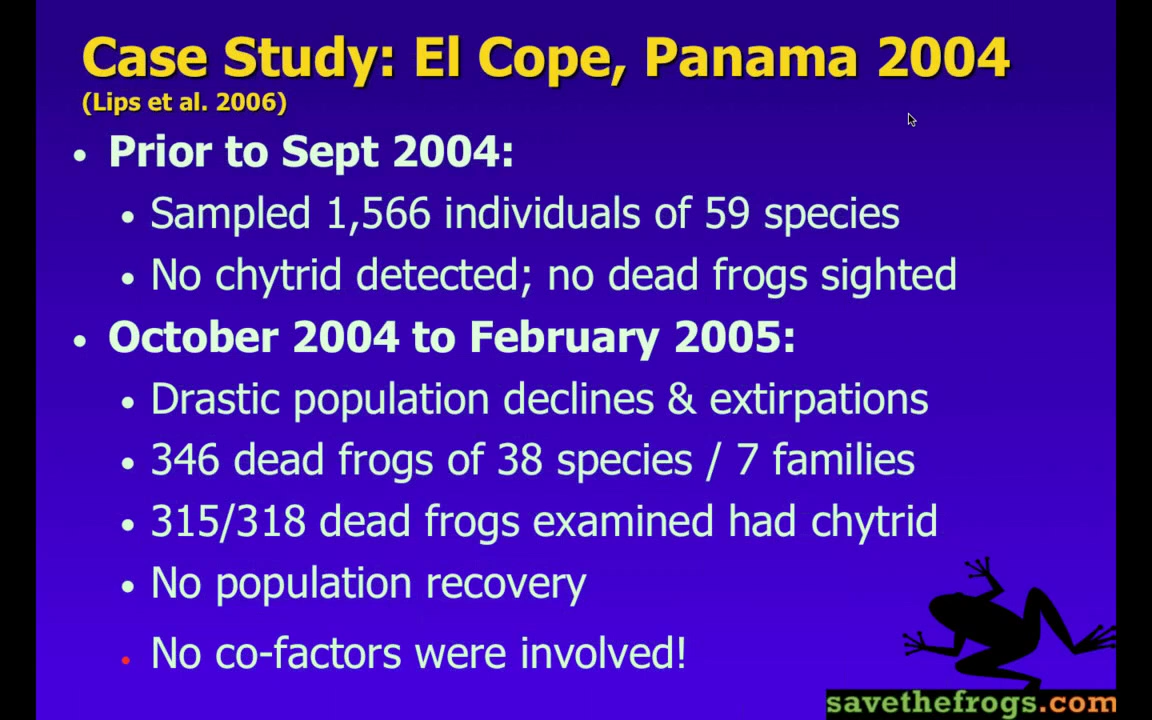 Case Study: El Cope, Panama 2004
(Lips et al. 2006)
• Prior to Sept 2004:
• Sampled 1,566 individuals of 59 species
• No chytrid detected; no dead frogs sighted
• October 2004 to February 2005:
• Drastic population declines & extirpations
• 346 dead frogs of 38 species / 7 families
• 315/318 dead frogs examined had chytrid
• No population recovery
• No co-factors were involved!
savethefrogs.com